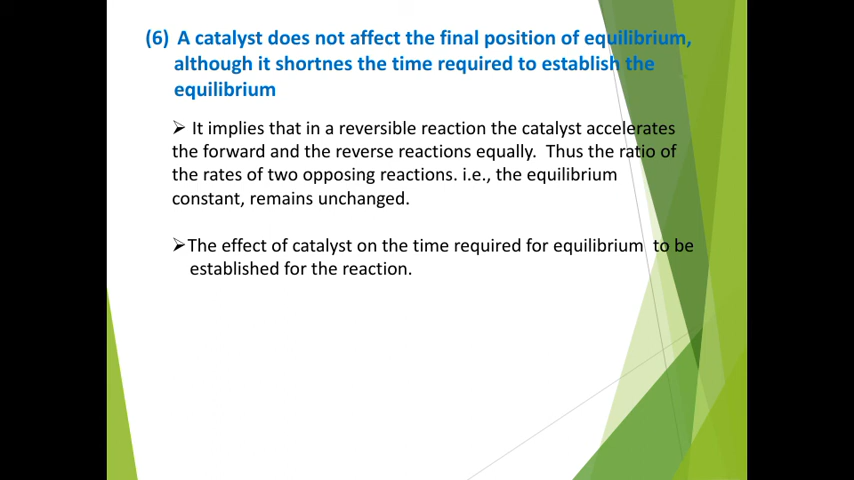 (6) A catalyst does not affect the final position of equilibrium,
although it shortnes the time required to establish the
equilibrium
➢ It implies that in a reversible reaction the catalyst accelerates
the forward and the reverse reactions equally. Thus the ratio of
the rates of two opposing reactions. i.e., the equilibrium
constant, remains unchanged.
➢The effect of catalyst on the time required for equilibrium to be
established for the reaction.